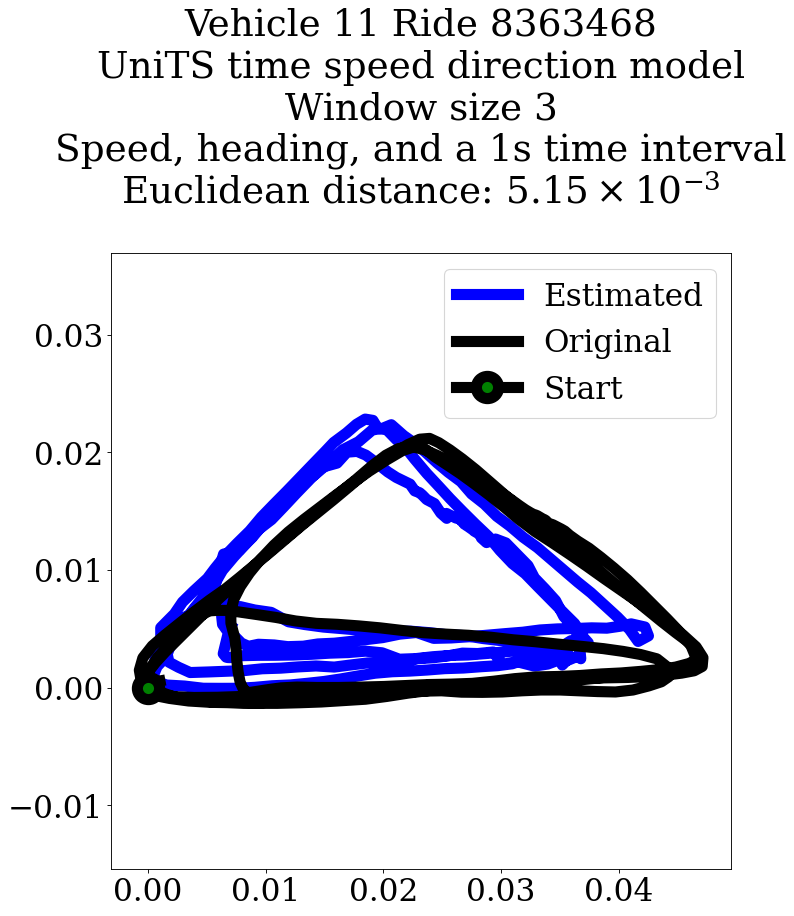 Vehicle 11 Ride 8363468
UniTS time speed direction model
Window size 3
Speed, heading, and a 1s time interval
Euclidean distance: 5.15 × 10⁻³
Estimated
Original
Start
0.03
0.02
0.01
0.00
−0.01
0.00 0.01 0.02 0.03 0.04